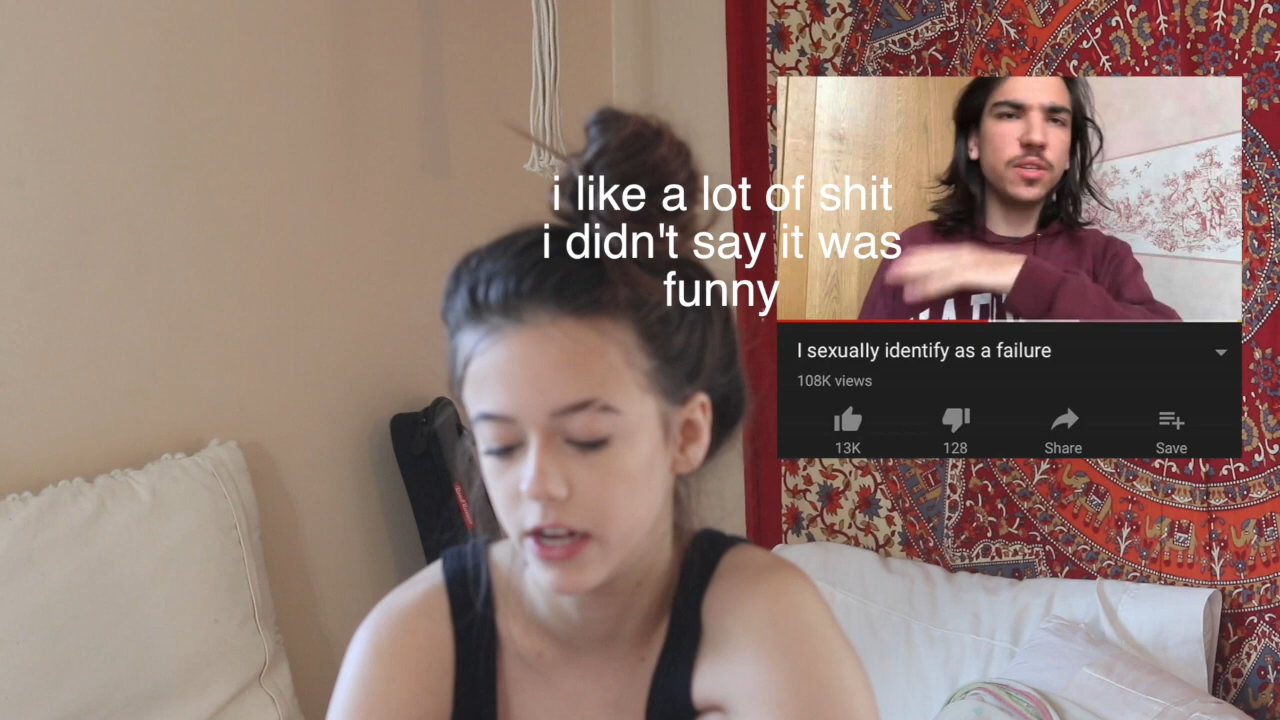 i like a lot of shit
i didn't say it was
funny
I sexually identify as a failure
108K views
13K
128
Share
Save